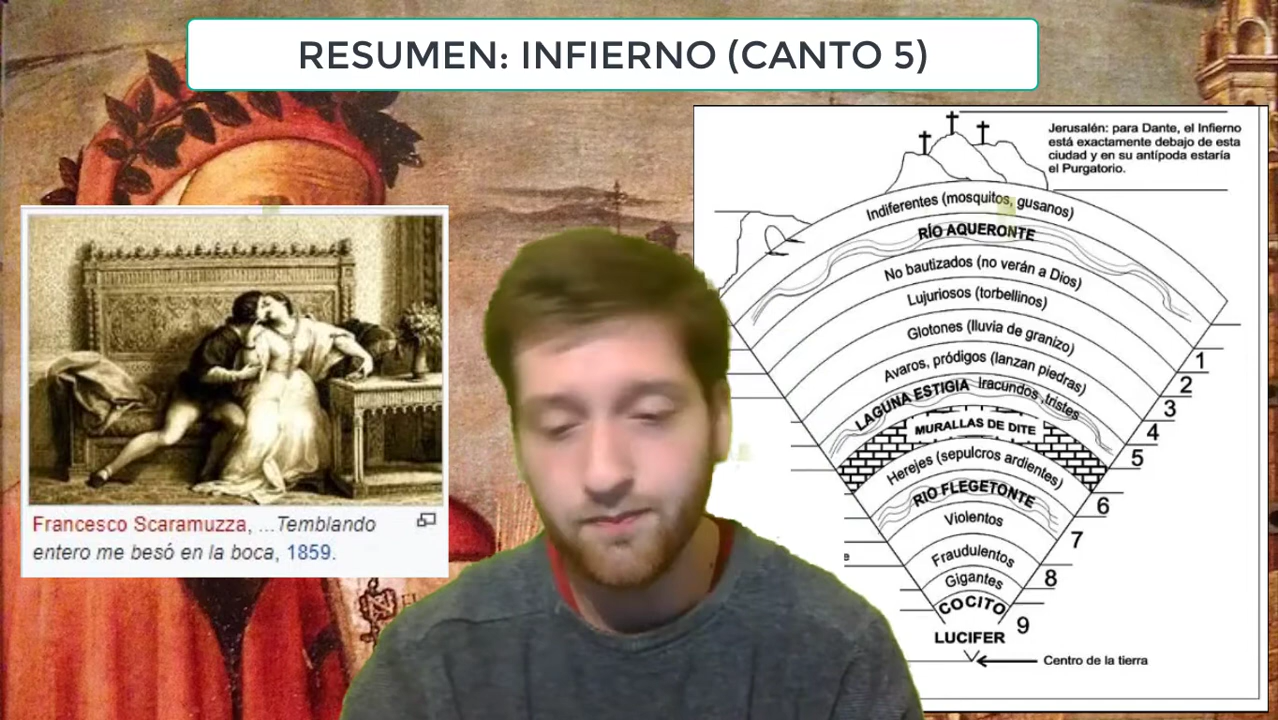 RESUMEN: INFIERNO (CANTO 5)
Francesco Scaramuzza, ...Temblando
entero me besó en la boca, 1859.
Jerusalén: para Dante, el Infierno
está exactamente debajo de esta
ciudad y en su antípoda estaría
el Purgatorio.
Indiferentes (mosquitos, gusanos)
RÍO AQUERONTE
No bautizados (no verán a Dios)
Lujuriosos (torbellinos)
Glotones (lluvia de granizo)
Avaros, pródigos (lanzan piedras)
LAGUNA ESTIGIA Iracundos ,tristes
MURALLAS DE DITE
Herejes (sepulcros ardientes)
RIO FLEGETONTE
Violentos
Fraudulentos
Gigantes
COCITO
LUCIFER
1
2
3
4
5
6
7
8
9
Centro de la tierra